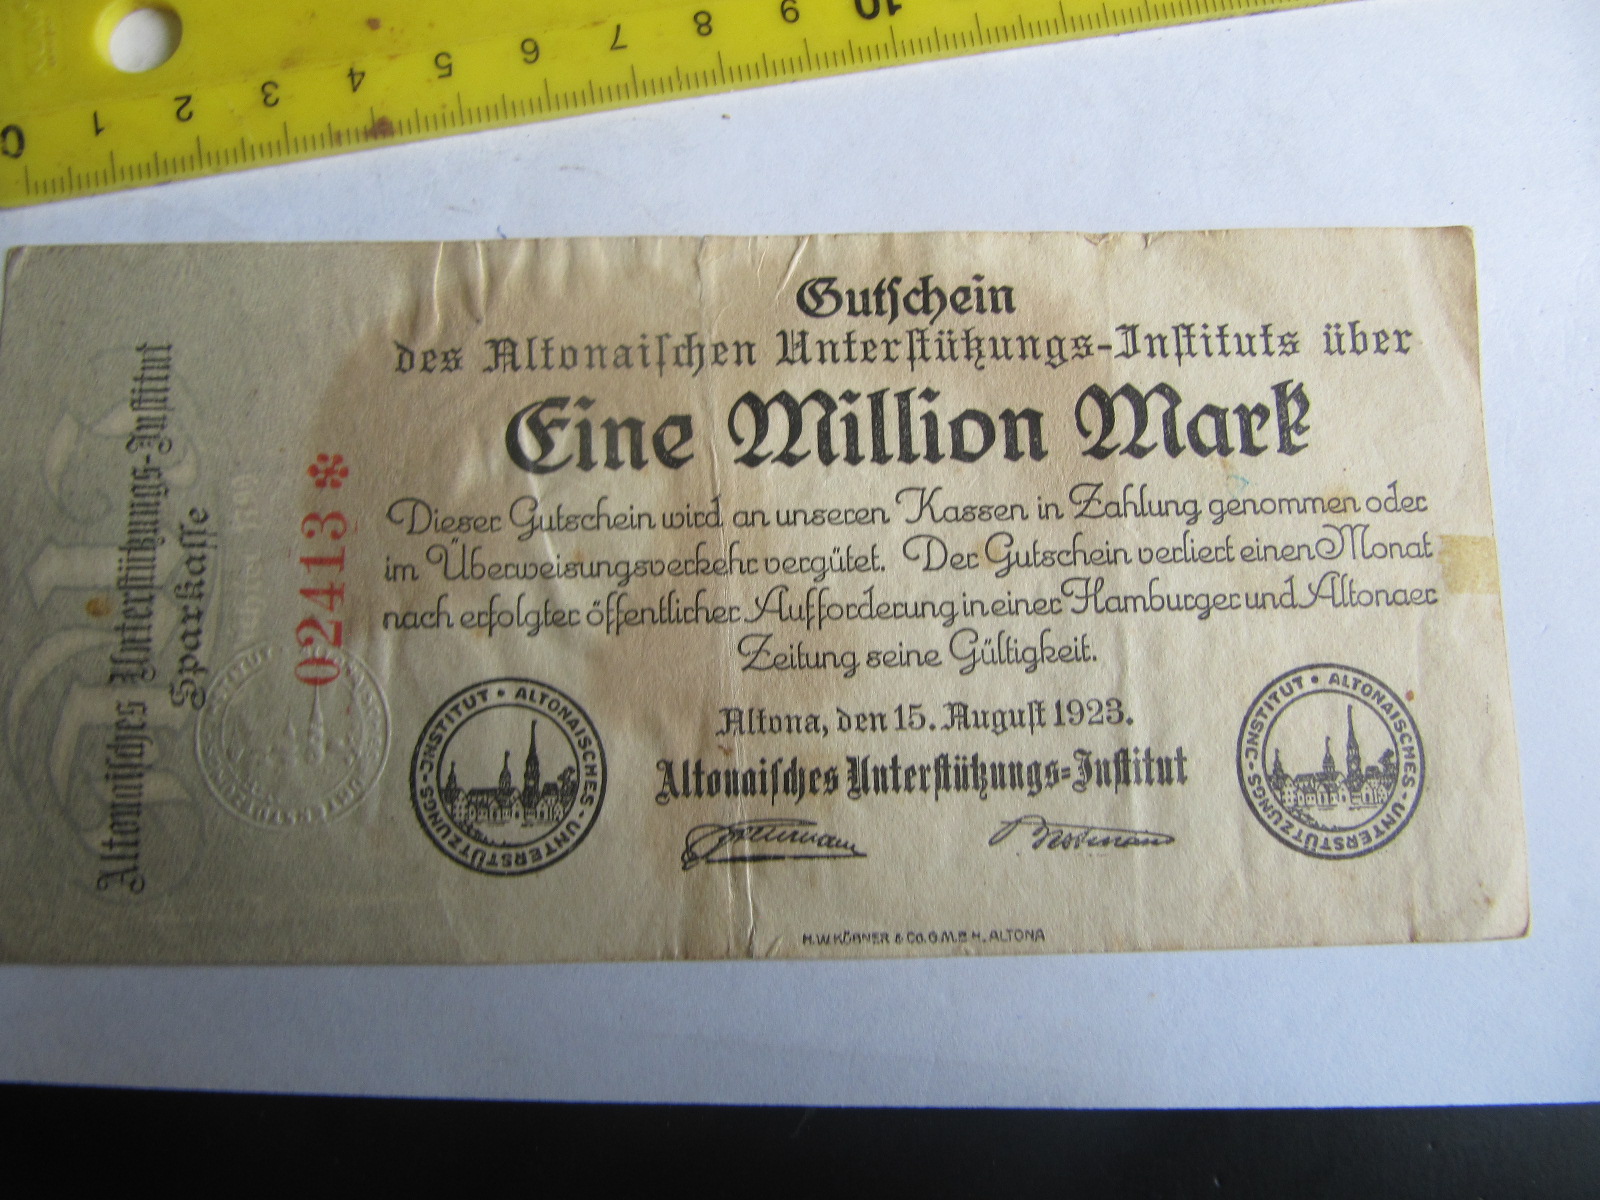 0 1 2 3 4 5 6 7 8 9 10
Gutschein
des Altonaischen Unterstützungs-Instituts über
Eine Million Mark
Dieser Gutschein wird an unseren Kassen in Zahlung genommen oder
im Überweisungsverkehr vergütet. Der Gutschein verliert einen Monat
nach erfolgter öffentlicher Aufforderung in einer Hamburger und Altonaer
Zeitung seine Gültigkeit.
Altona, den 15. August 1923.
Altonaisches Unterstützungs-Institut
H.W. KÖRNER & Co. G.M.B.H. ALTONA
Altonaisches Unterstützungs-Institut
Sparkasse
02413 *
ALTONAISCHES-UNTERSTÜTZUNGS-INSTITUT •
ALTONAISCHES-UNTERSTÜTZUNGS-INSTITUT •